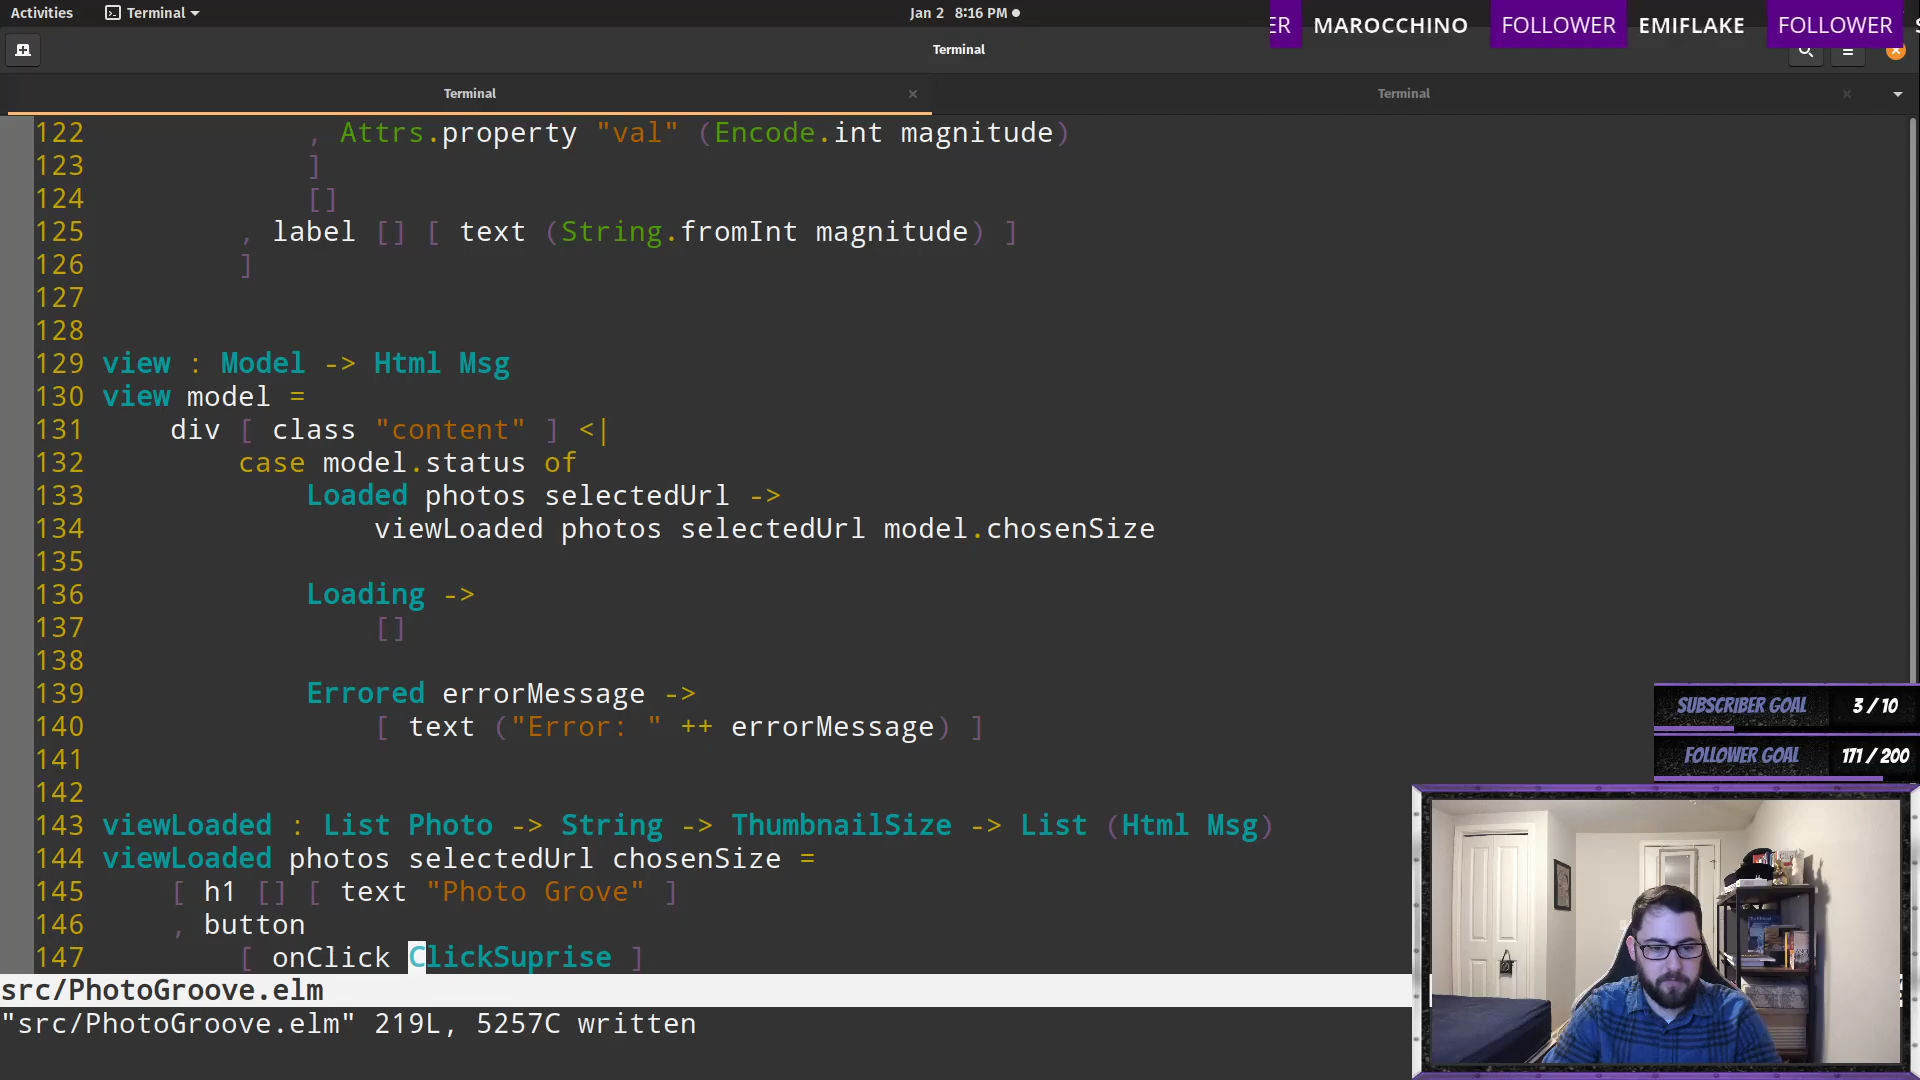 Activities Terminal Jan 2 8:16 PM
ER MAROCCHINO FOLLOWER EMIFLAKE FOLLOWER
Terminal
Terminal Terminal
122 , Attrs.property "val" (Encode.int magnitude)
123 ]
124 []
125 , label [] [ text (String.fromInt magnitude) ]
126 ]
127
128
129 view : Model -> Html Msg
130 view model =
131 div [ class "content" ] <|
132 case model.status of
133 Loaded photos selectedUrl ->
134 viewLoaded photos selectedUrl model.chosenSize
135
136 Loading ->
137 []
138
139 Errored errorMessage ->
140 [ text ("Error: " ++ errorMessage) ]
141
142
143 viewLoaded : List Photo -> String -> ThumbnailSize -> List (Html Msg)
144 viewLoaded photos selectedUrl chosenSize =
145 [ h1 [] [ text "Photo Grove" ]
146 , button
147 [ onClick ClickSuprise ]
src/PhotoGroove.elm
"src/PhotoGroove.elm" 219L, 5257C written
SUBSCRIBER GOAL 3 / 10
FOLLOWER GOAL 171 / 200